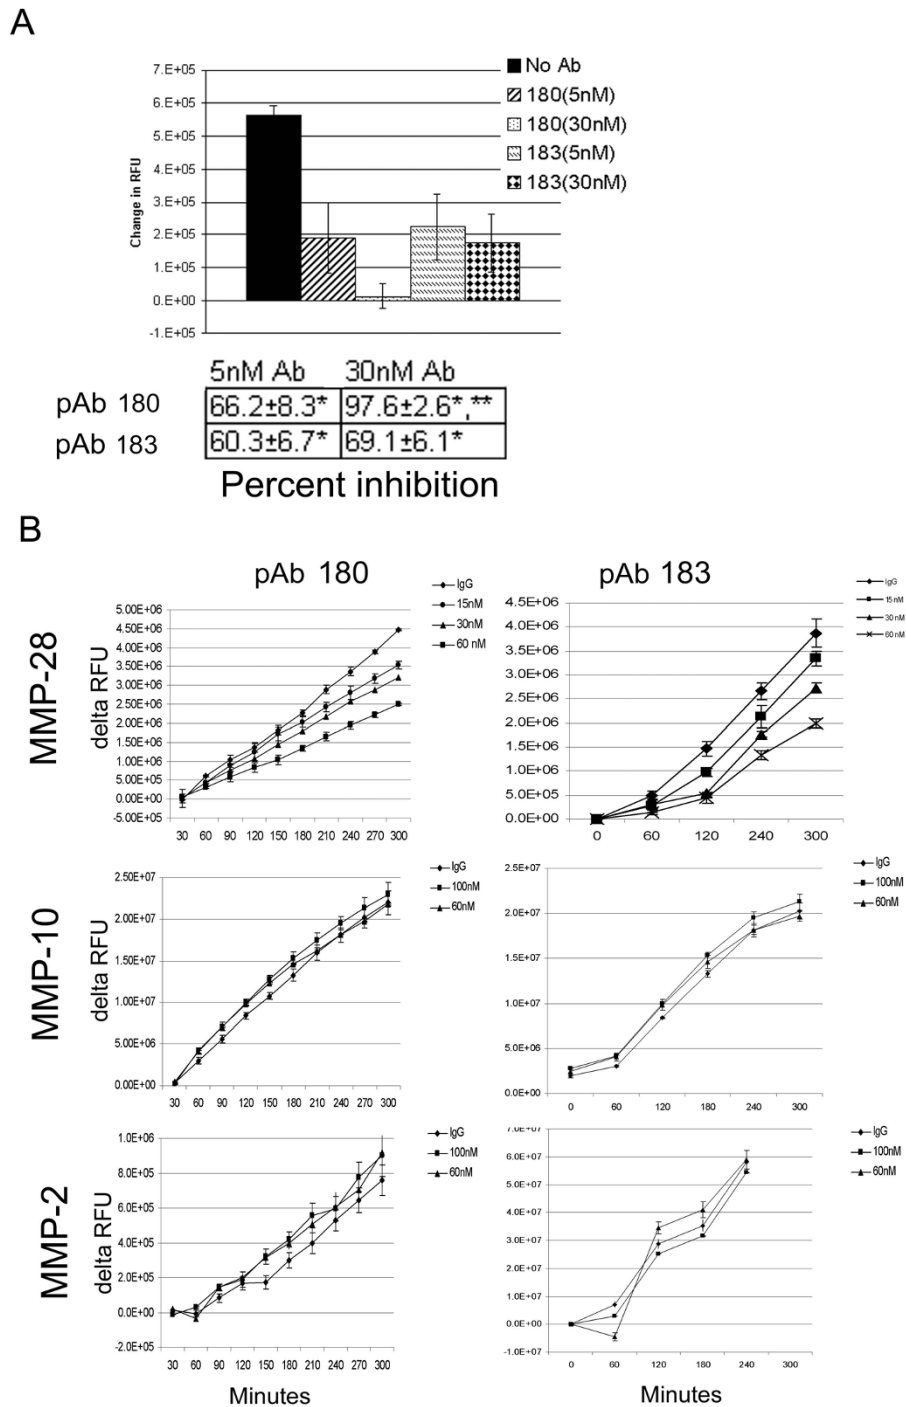 A
7.E+05
6.E+05
5.E+05
4.E+05
3.E+05
2.E+05
1.E+05
0.E+00
-1.E+05
Change in RFU
No Ab
180(5nM)
180(30nM)
183(5nM)
183(30nM)
5nM Ab 30nM Ab
pAb 180 66.2±8.3* 97.6±2.6*,**
pAb 183 60.3±6.7* 69.1±6.1*
Percent inhibition
B
pAb 180
pAb 183
MMP-28
delta RFU
5.00E+06
4.50E+06
4.00E+06
3.50E+06
3.00E+06
2.50E+06
2.00E+06
1.50E+06
1.00E+06
5.00E+05
0.00E+00
-5.00E+05
30 60 90 120 150 180 210 240 270 300
IgG
15nM
30nM
60 nM
4.5E+06
4.0E+06
3.5E+06
3.0E+06
2.5E+06
2.0E+06
1.5E+06
1.0E+06
5.0E+05
0.0E+00
0 60 120 240 300
IgG
15 nM
30 nM
60 nM
MMP-10
delta RFU
2.50E+07
2.00E+07
1.50E+07
1.00E+07
5.00E+06
0.00E+00
30 60 90 120 150 180 210 240 270 300
IgG
100nM
60nM
2.5E+07
2.0E+07
1.5E+07
1.0E+07
5.0E+06
0.0E+00
0 60 120 180 240 300
IgG
100nM
60nM
MMP-2
delta RFU
1.0E+06
8.0E+05
6.0E+05
4.0E+05
2.0E+05
0.0E+00
-2.0E+05
30 60 90 120 150 180 210 240 270 300
Minutes
IgG
100nM
60nM
7.0E+07
6.0E+07
5.0E+07
4.0E+07
3.0E+07
2.0E+07
1.0E+07
0.0E+00
-1.0E+07
0 60 120 180 240 300
Minutes
IgG
100nM
60nM